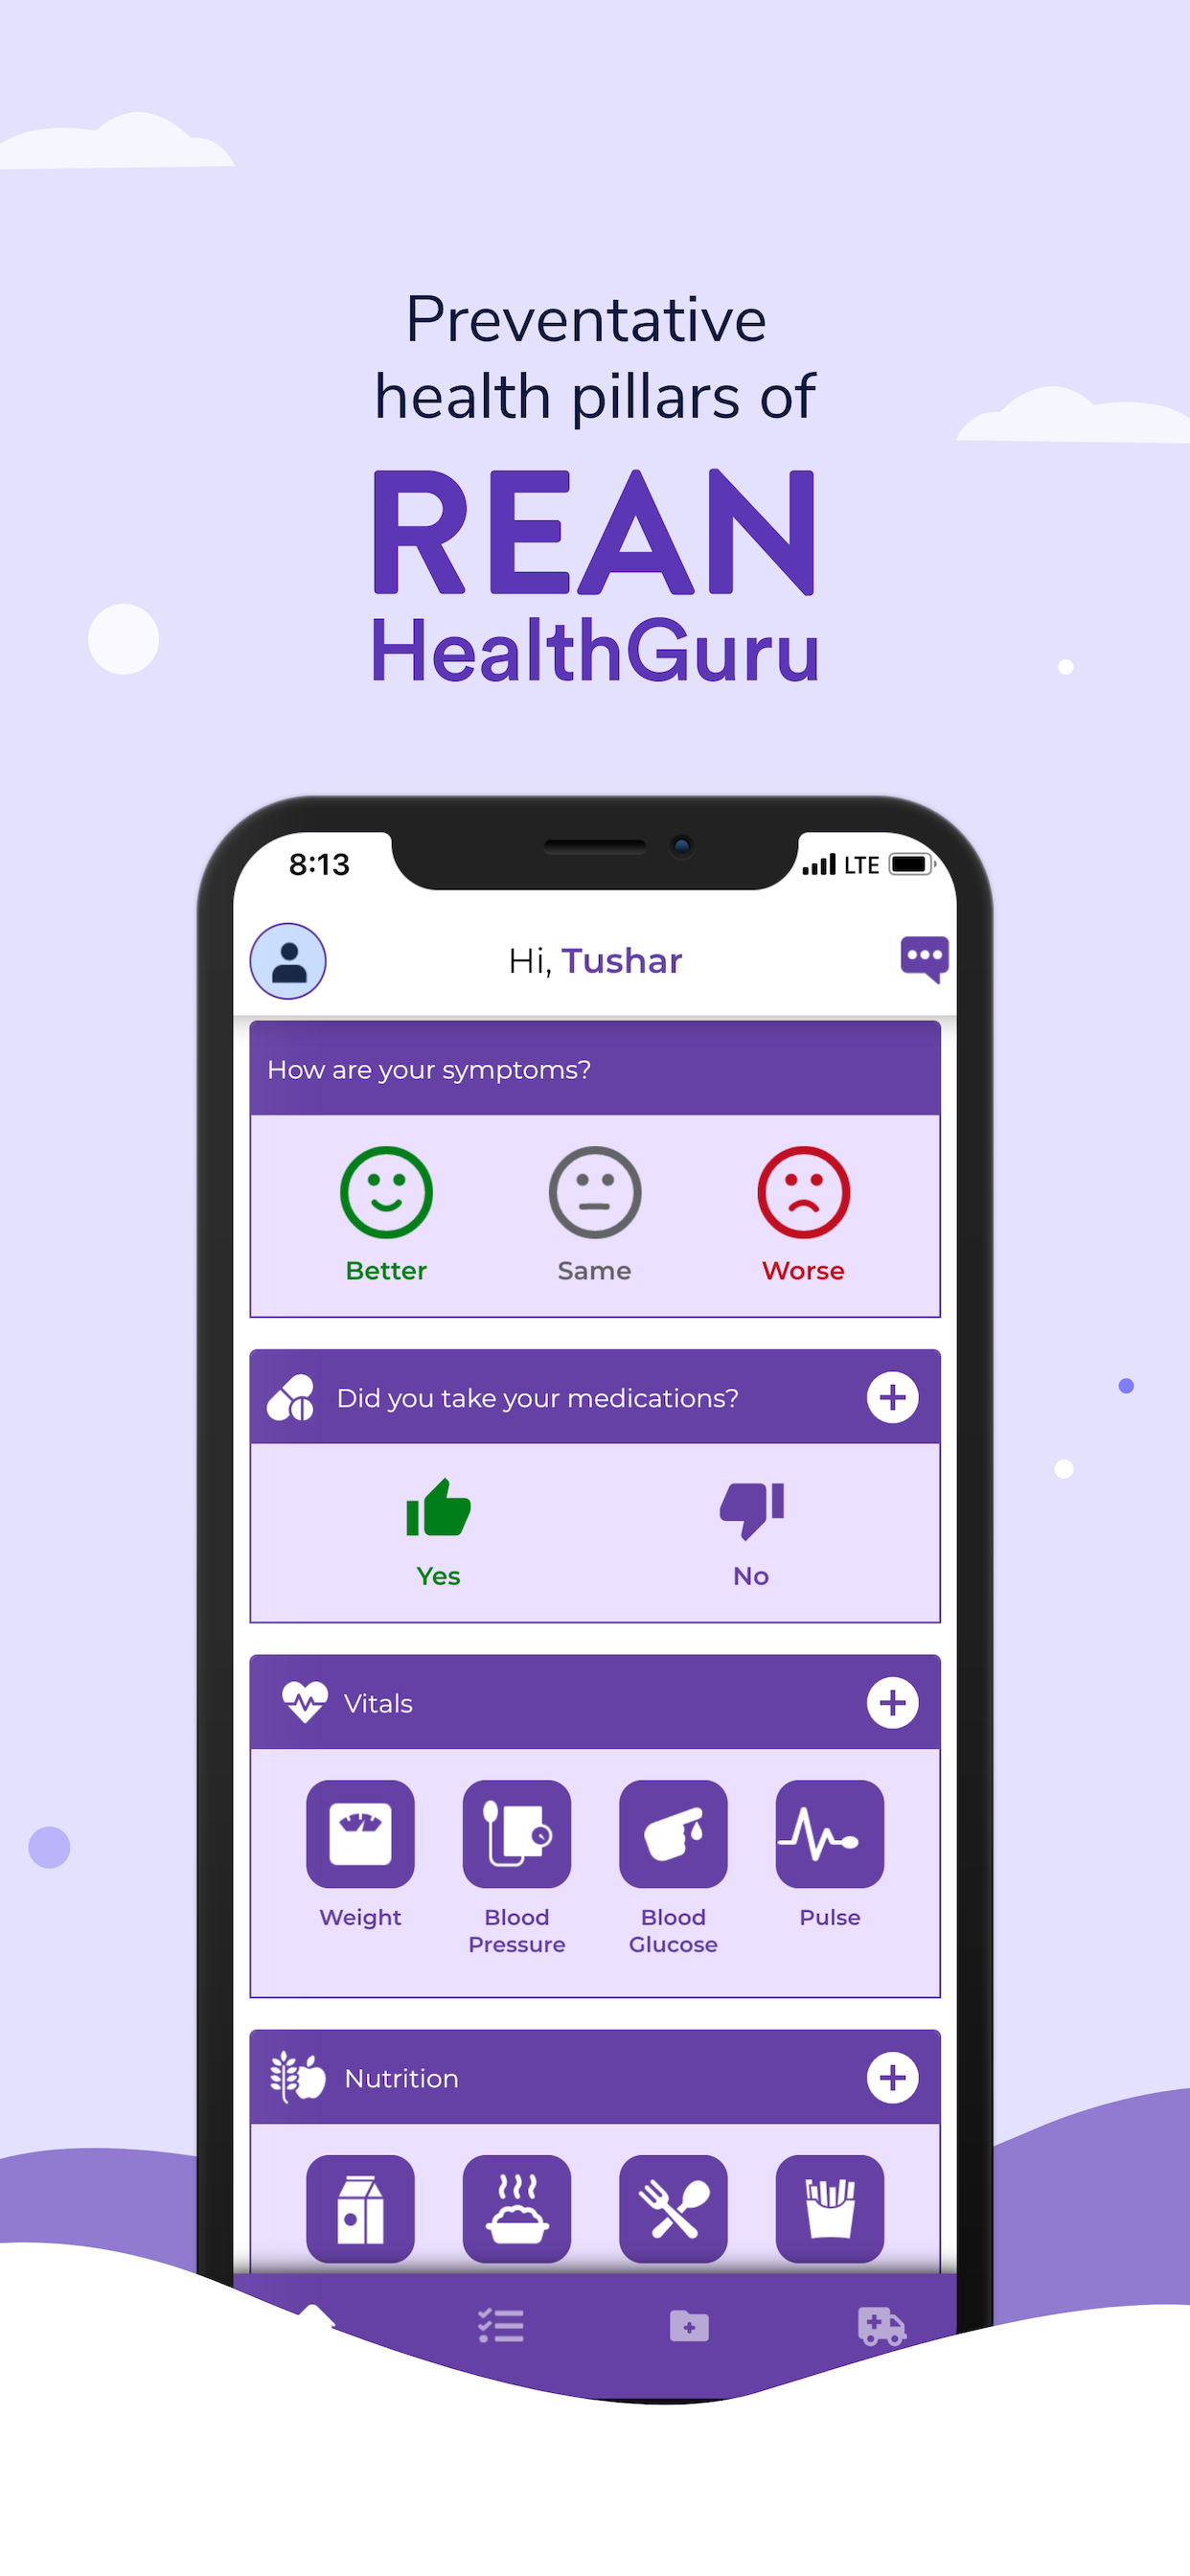 Preventative
health pillars of
REAN
HealthGuru
8:13
LTE
Hi, Tushar
How are your symptoms?
Better
Same
Worse
Did you take your medications?
Yes
No
Vitals
Weight
Blood
Pressure
Blood
Glucose
Pulse
Nutrition